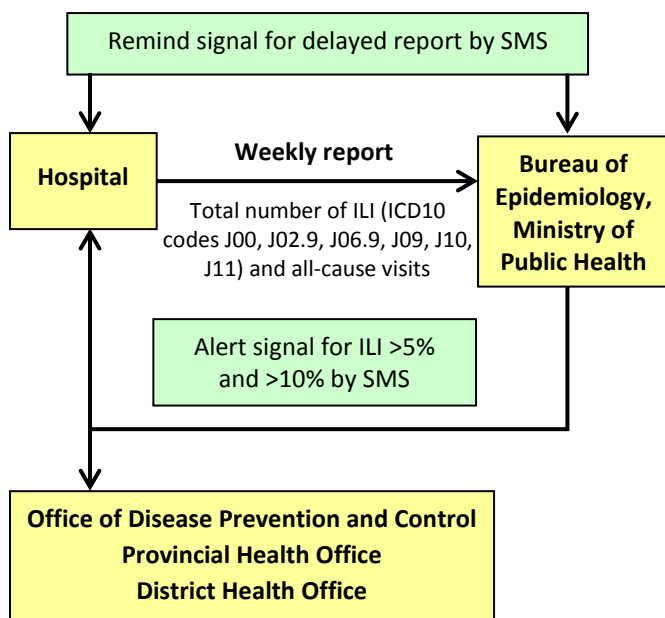 Remind signal for delayed report by SMS
Hospital
Weekly report
Total number of ILI (ICD10
codes J00, J02.9, J06.9, J09, J10,
J11) and all-cause visits
Bureau of
Epidemiology,
Ministry of
Public Health
Alert signal for ILI >5%
and >10% by SMS
Office of Disease Prevention and Control
Provincial Health Office
District Health Office